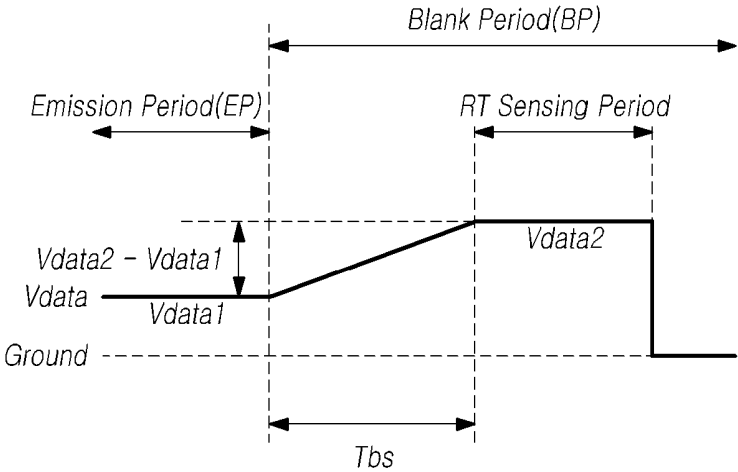 Blank Period(BP)
Emission Period(EP)
RT Sensing Period
Vdata2 - Vdata1
Vdata2
Vdata
Vdata1
Ground
Tbs